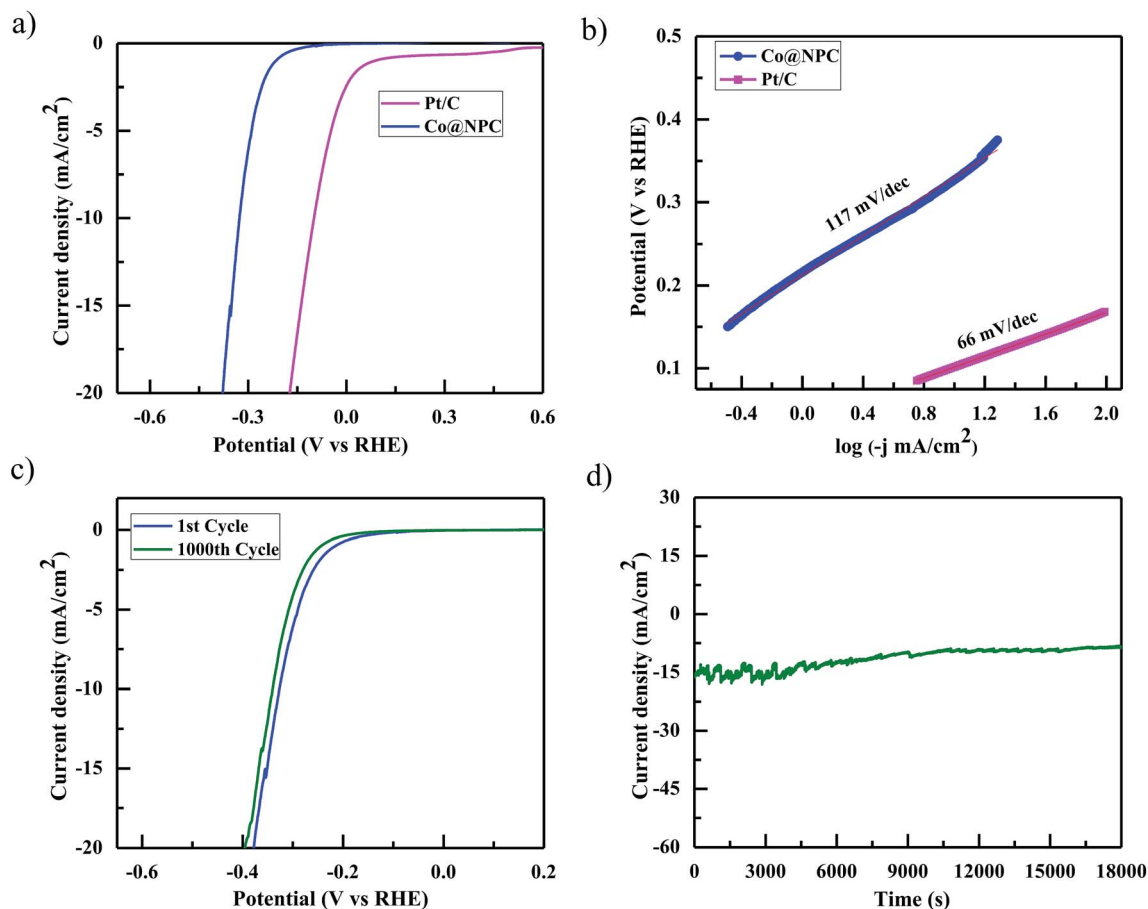 a)
0
-5
-10
-15
-20
Current density (mA/cm²)
Pt/C
Co@NPC
-0.6 -0.3 0.0 0.3 0.6
Potential (V vs RHE)
b)
0.5
0.4
0.3
0.2
0.1
Potential (V vs RHE)
Co@NPC
Pt/C
117 mV/dec
66 mV/dec
-0.4 0.0 0.4 0.8 1.2 1.6 2.0
log (-j mA/cm²)
c)
0
-5
-10
-15
-20
Current density (mA/cm²)
1st Cycle
1000th Cycle
-0.6 -0.4 -0.2 0.0 0.2
Potential (V vs RHE)
d)
30
15
0
-15
-30
-45
-60
Current density (mA/cm²)
0 3000 6000 9000 12000 15000 18000
Time (s)